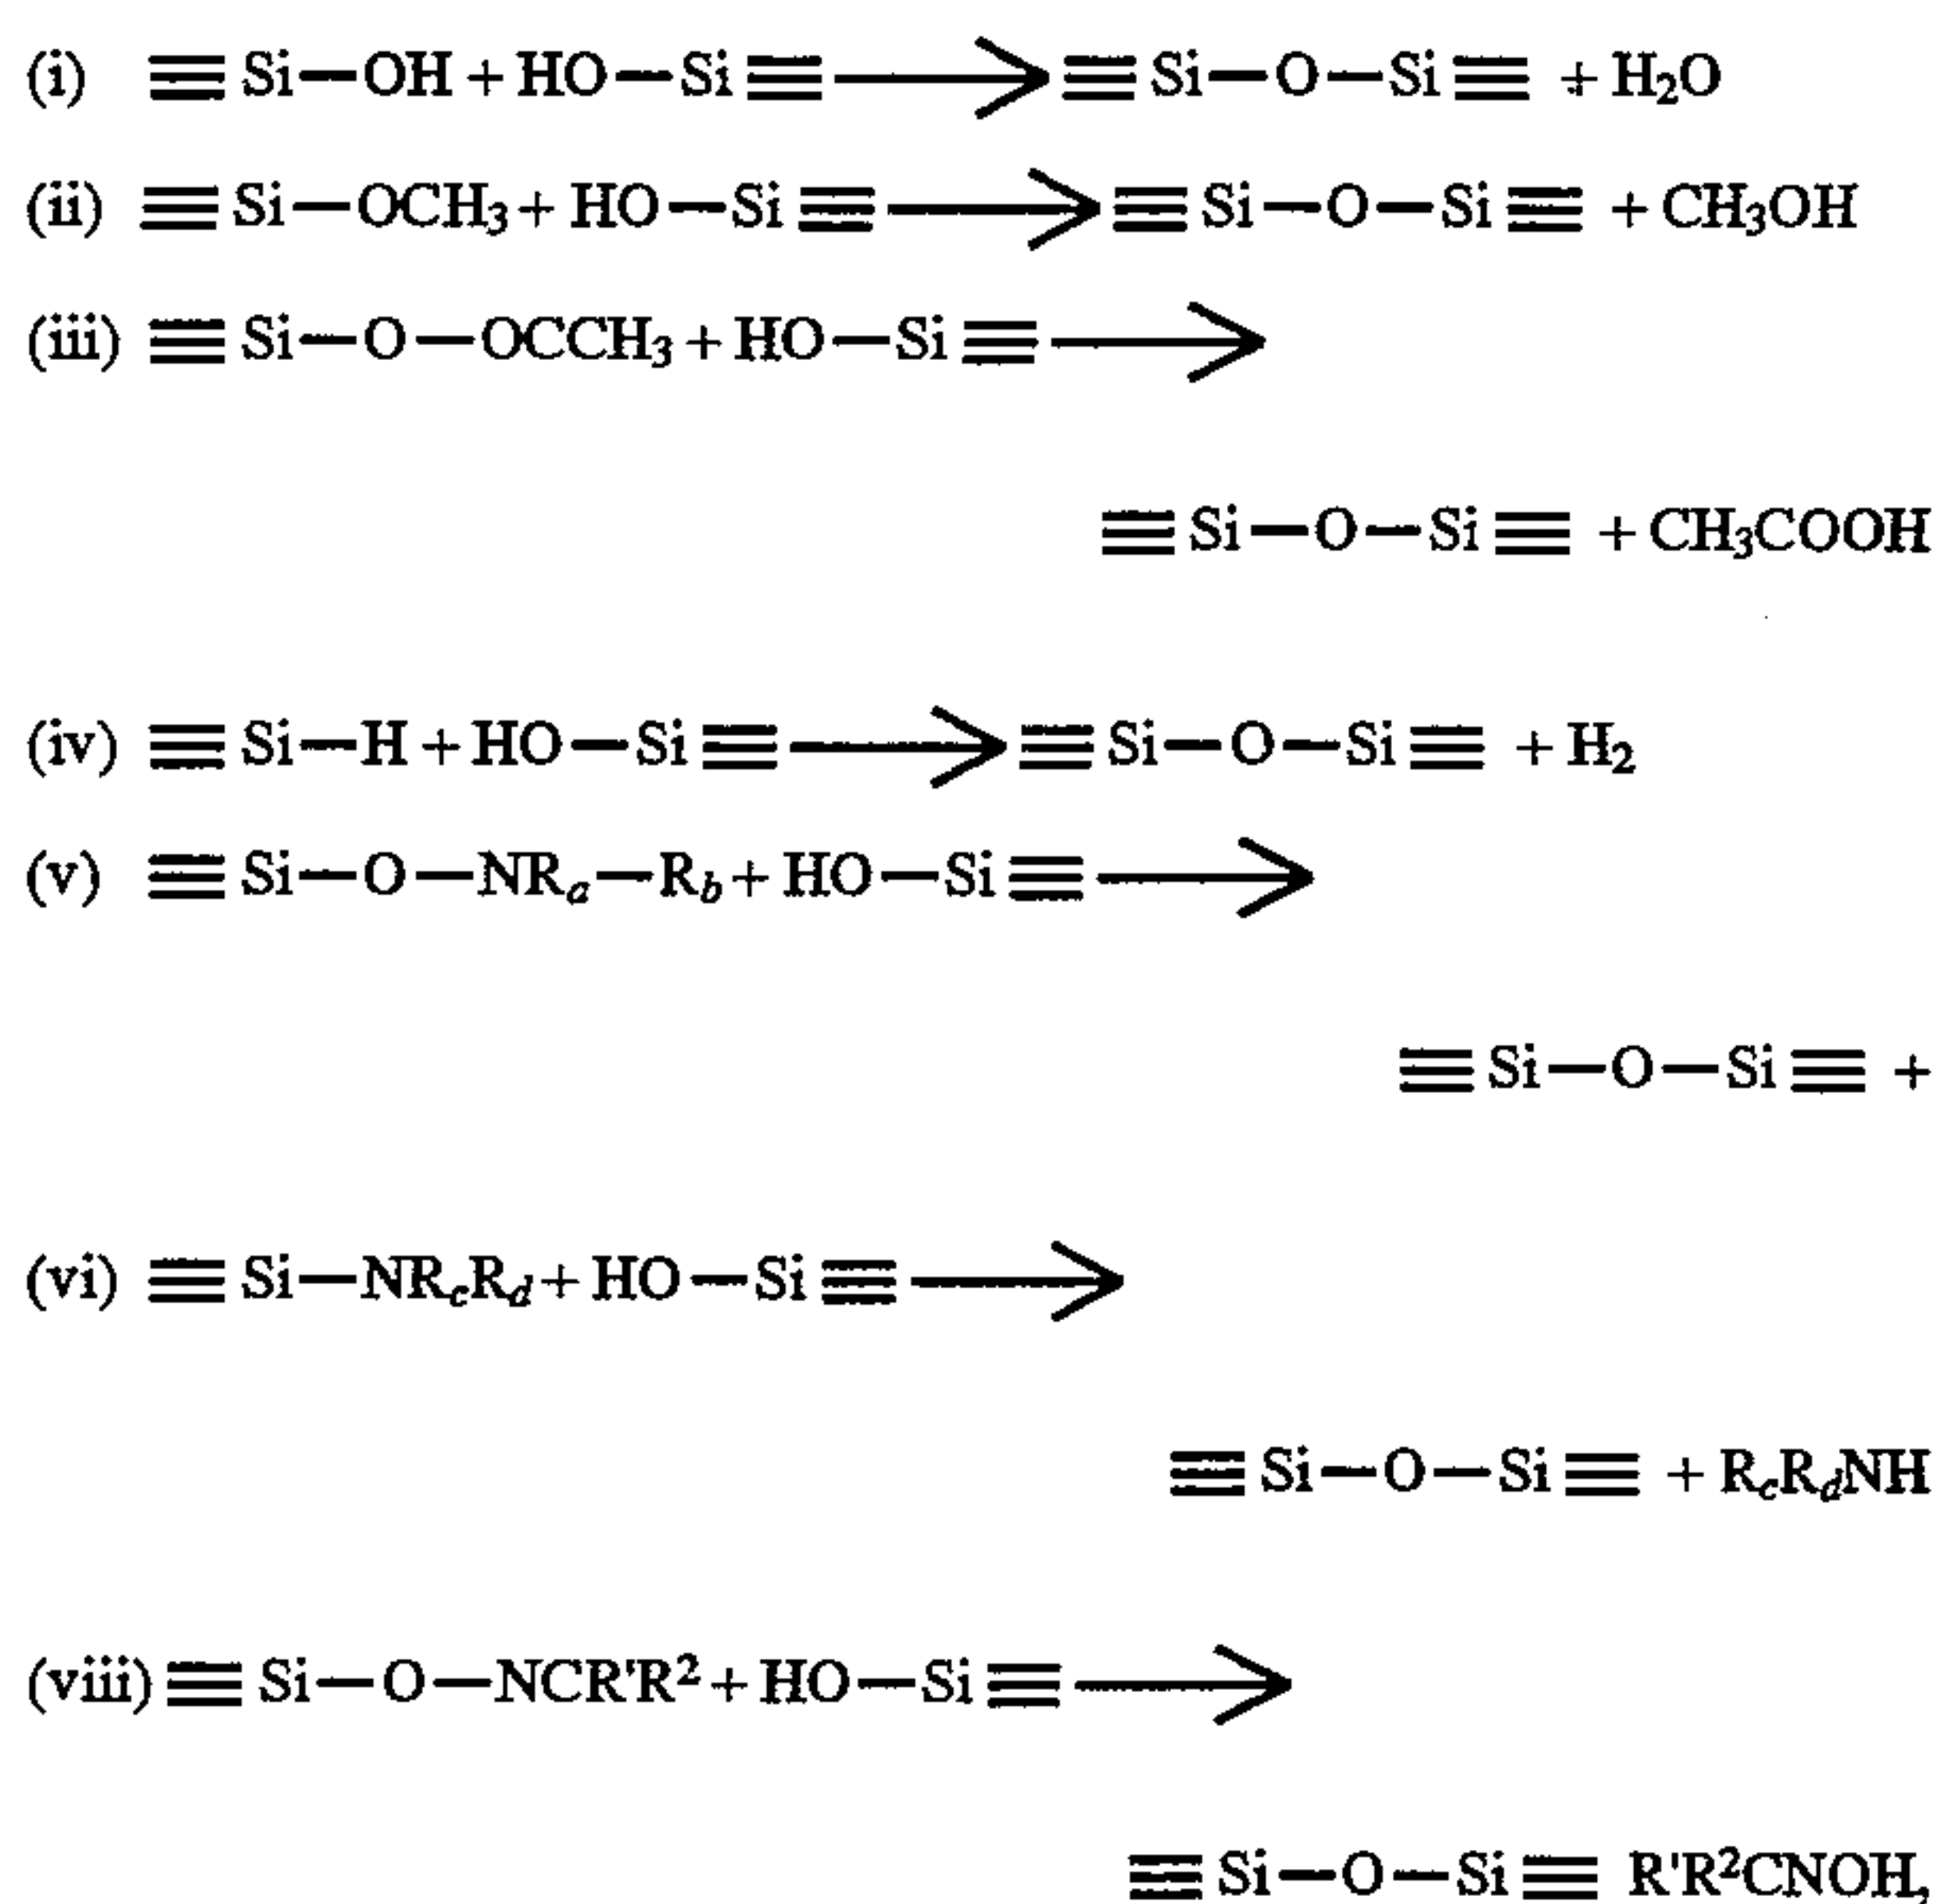 (i) ≡Si—OH + HO—Si≡ ⟶ ≡Si—O—Si≡ + H₂O
(ii) ≡Si—OCH₃ + HO—Si≡ ⟶ ≡Si—O—Si≡ + CH₃OH
(iii) ≡Si—O—OCCH₃ + HO—Si≡ ⟶
≡Si—O—Si≡ + CH₃COOH
(iv) ≡Si—H + HO—Si≡ ⟶ ≡Si—O—Si≡ + H₂
(v) ≡Si—O—NR_a—R_b + HO—Si≡ ⟶
≡Si—O—Si≡ +
(vi) ≡Si—NR_cR_d + HO—Si≡ ⟶
≡Si—O—Si≡ + R_cR_dNH
(viii) ≡Si—O—NCR'R² + HO—Si≡ ⟶
≡Si—O—Si≡ R'R²CNOH,